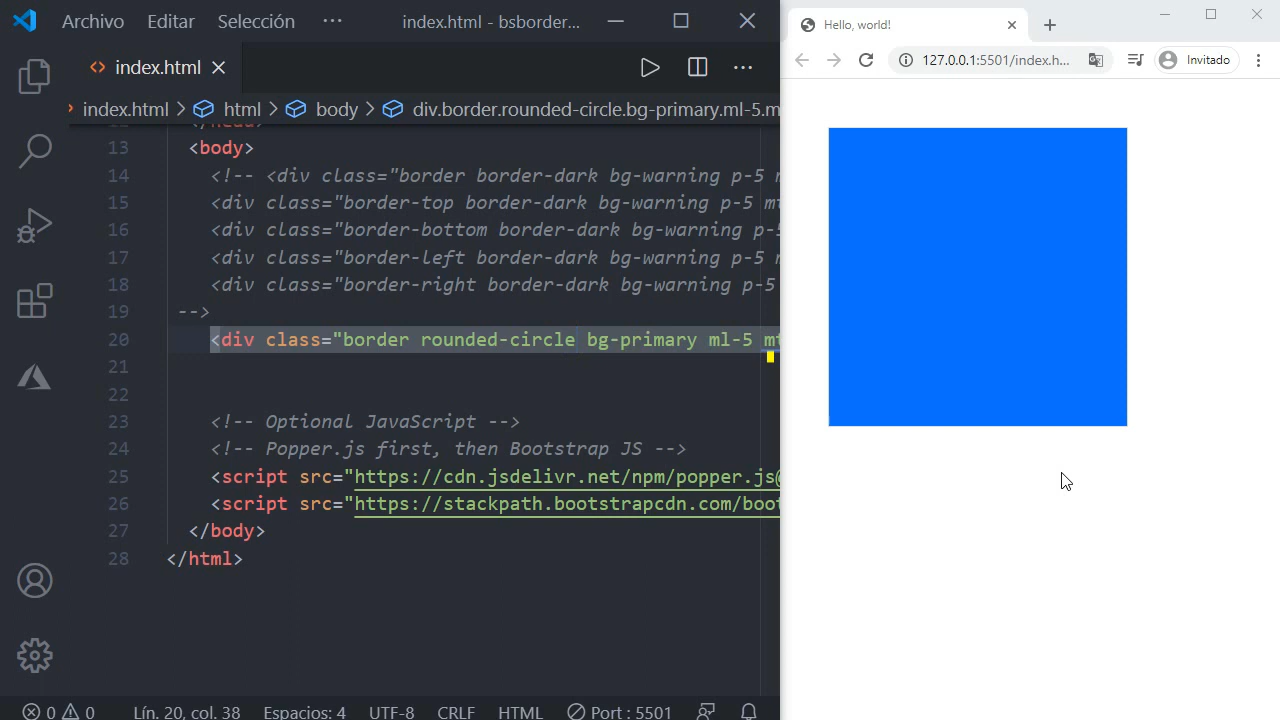 Archivo Editar Selección ··· index.html - bsborder...
index.html
index.html > html > body > div.border.rounded-circle.bg-primary.ml-5.m
13 <body>
14 <!-- <div class="border border-dark bg-warning p-5 m
15 <div class="border-top border-dark bg-warning p-5 mt
16 <div class="border-bottom border-dark bg-warning p-5
17 <div class="border-left border-dark bg-warning p-5 m
18 <div class="border-right border-dark bg-warning p-5
19 -->
20 <div class="border rounded-circle bg-primary ml-5 mt
21
22
23 <!-- Optional JavaScript -->
24 <!-- Popper.js first, then Bootstrap JS -->
25 <script src="https://cdn.jsdelivr.net/npm/popper.js@
26 <script src="https://stackpath.bootstrapcdn.com/boot
27 </body>
28 </html>
0 0 Lín. 20, col. 38 Espacios: 4 UTF-8 CRLF HTML Port : 5501
Hello, world!
127.0.0.1:5501/index.h... Invitado